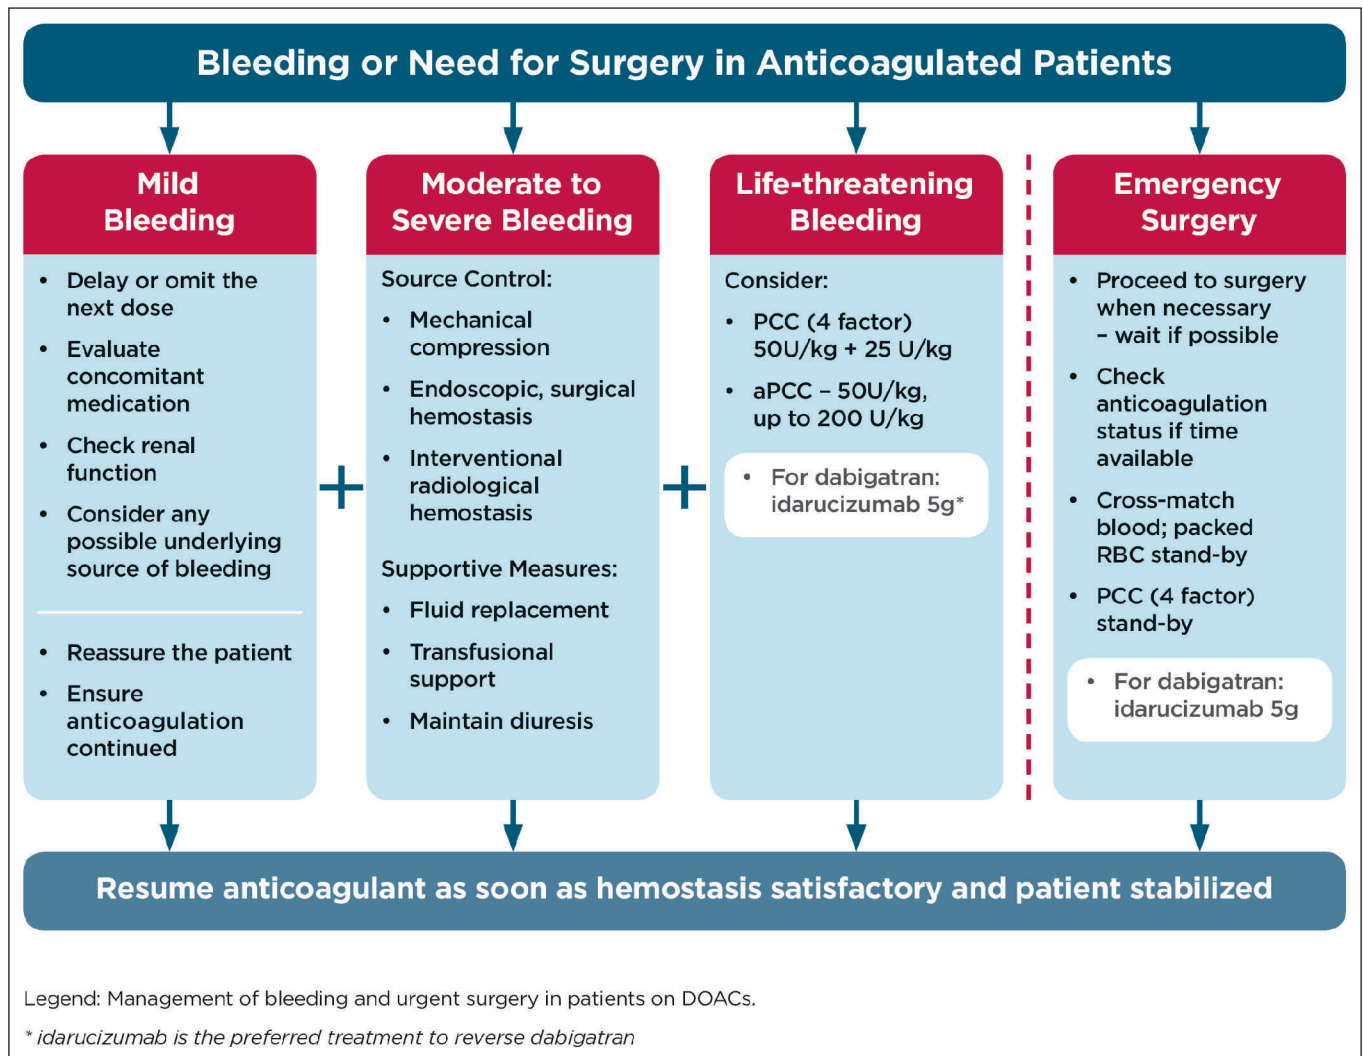 Bleeding or Need for Surgery in Anticoagulated Patients
Mild
Bleeding
• Delay or omit the
next dose
• Evaluate
concomitant
medication
• Check renal
function
• Consider any
possible underlying
source of bleeding
• Reassure the patient
• Ensure
anticoagulation
continued
+
Moderate to
Severe Bleeding
Source Control:
• Mechanical
compression
• Endoscopic, surgical
hemostasis
• Interventional
radiological
hemostasis
Supportive Measures:
• Fluid replacement
• Transfusional
support
• Maintain diuresis
+
Life-threatening
Bleeding
Consider:
• PCC (4 factor)
50U/kg + 25 U/kg
• aPCC – 50U/kg,
up to 200 U/kg
• For dabigatran:
idarucizumab 5g*
Emergency
Surgery
• Proceed to surgery
when necessary
– wait if possible
• Check
anticoagulation
status if time
available
• Cross-match
blood; packed
RBC stand-by
• PCC (4 factor)
stand-by
• For dabigatran:
idarucizumab 5g
Resume anticoagulant as soon as hemostasis satisfactory and patient stabilized
Legend: Management of bleeding and urgent surgery in patients on DOACs.
* idarucizumab is the preferred treatment to reverse dabigatran